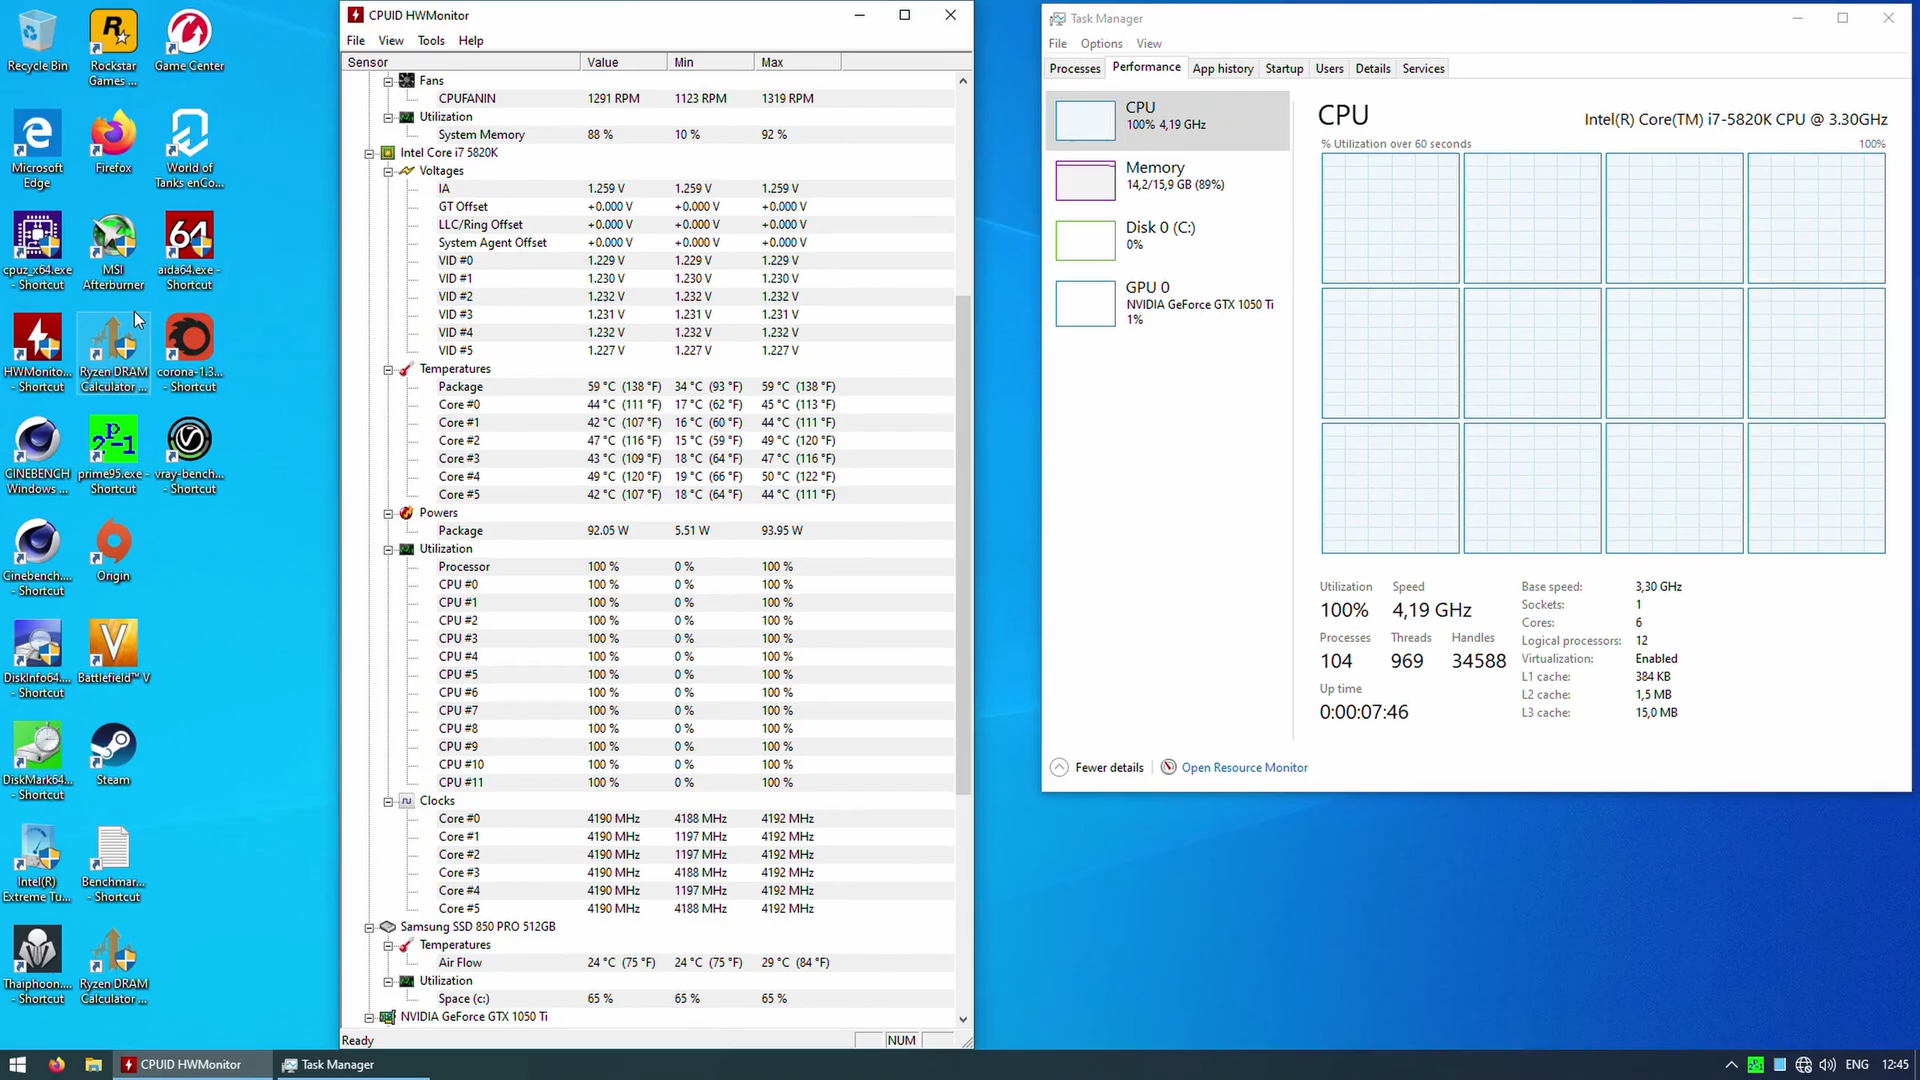 Recycle Bin
Rockstar
Games ...
Game Center
Microsoft
Edge
Firefox
World of
Tanks enCo...
cpuz_x64.exe
- Shortcut
MSI
Afterburner
aida64.exe -
Shortcut
HWMonito...
- Shortcut
Ryzen DRAM
Calculator ...
corona-1.3...
- Shortcut
CINEBENCH
Windows ...
prime95.exe -
Shortcut
vray-bench...
- Shortcut
Cinebench....
- Shortcut
Origin
DiskInfo64....
- Shortcut
Battlefield™ V
DiskMark64...
- Shortcut
Steam
Intel(R)
Extreme Tu...
Benchmar...
- Shortcut
Thaiphoon....
- Shortcut
Ryzen DRAM
Calculator ...
CPUID HWMonitor
File View Tools Help
Sensor Value Min Max
Fans
CPUFANIN 1291 RPM 1123 RPM 1319 RPM
Utilization
System Memory 88 % 10 % 92 %
Intel Core i7 5820K
Voltages
IA 1.259 V 1.259 V 1.259 V
GT Offset +0.000 V +0.000 V +0.000 V
LLC/Ring Offset +0.000 V +0.000 V +0.000 V
System Agent Offset +0.000 V +0.000 V +0.000 V
VID #0 1.229 V 1.229 V 1.229 V
VID #1 1.230 V 1.230 V 1.230 V
VID #2 1.232 V 1.232 V 1.232 V
VID #3 1.231 V 1.231 V 1.231 V
VID #4 1.232 V 1.232 V 1.232 V
VID #5 1.227 V 1.227 V 1.227 V
Temperatures
Package 59 °C (138 °F) 34 °C (93 °F) 59 °C (138 °F)
Core #0 44 °C (111 °F) 17 °C (62 °F) 45 °C (113 °F)
Core #1 42 °C (107 °F) 16 °C (60 °F) 44 °C (111 °F)
Core #2 47 °C (116 °F) 15 °C (59 °F) 49 °C (120 °F)
Core #3 43 °C (109 °F) 18 °C (64 °F) 47 °C (116 °F)
Core #4 49 °C (120 °F) 19 °C (66 °F) 50 °C (122 °F)
Core #5 42 °C (107 °F) 18 °C (64 °F) 44 °C (111 °F)
Powers
Package 92.05 W 5.51 W 93.95 W
Utilization
Processor 100 % 0 % 100 %
CPU #0 100 % 0 % 100 %
CPU #1 100 % 0 % 100 %
CPU #2 100 % 0 % 100 %
CPU #3 100 % 0 % 100 %
CPU #4 100 % 0 % 100 %
CPU #5 100 % 0 % 100 %
CPU #6 100 % 0 % 100 %
CPU #7 100 % 0 % 100 %
CPU #8 100 % 0 % 100 %
CPU #9 100 % 0 % 100 %
CPU #10 100 % 0 % 100 %
CPU #11 100 % 0 % 100 %
Clocks
Core #0 4190 MHz 4188 MHz 4192 MHz
Core #1 4190 MHz 1197 MHz 4192 MHz
Core #2 4190 MHz 1197 MHz 4192 MHz
Core #3 4190 MHz 4188 MHz 4192 MHz
Core #4 4190 MHz 1197 MHz 4192 MHz
Core #5 4190 MHz 4188 MHz 4192 MHz
Samsung SSD 850 PRO 512GB
Temperatures
Air Flow 24 °C (75 °F) 24 °C (75 °F) 29 °C (84 °F)
Utilization
Space (c:) 65 % 65 % 65 %
NVIDIA GeForce GTX 1050 Ti
Ready NUM
Task Manager
File Options View
Processes Performance App history Startup Users Details Services
CPU
100% 4,19 GHz
Memory
14,2/15,9 GB (89%)
Disk 0 (C:)
0%
GPU 0
NVIDIA GeForce GTX 1050 Ti
1%
CPU Intel(R) Core(TM) i7-5820K CPU @ 3.30GHz
% Utilization over 60 seconds 100%
Utilization Speed
100% 4,19 GHz
Processes Threads Handles
104 969 34588
Up time
0:00:07:46
Base speed: 3,30 GHz
Sockets: 1
Cores: 6
Logical processors: 12
Virtualization: Enabled
L1 cache: 384 KB
L2 cache: 1,5 MB
L3 cache: 15,0 MB
Fewer details Open Resource Monitor
CPUID HWMonitor Task Manager ENG 12:45